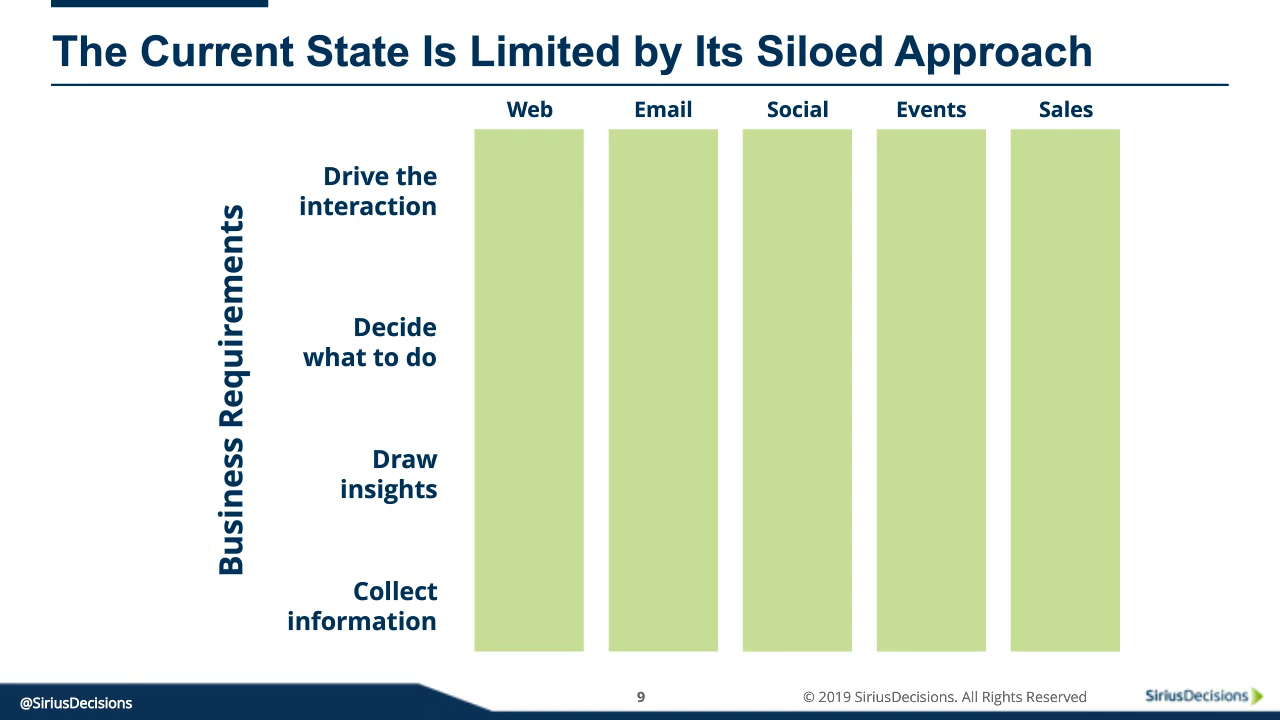 The Current State Is Limited by Its Siloed Approach
Web Email Social Events Sales
Business Requirements
Drive the
interaction
Decide
what to do
Draw
insights
Collect
information
@SiriusDecisions
9
© 2019 SiriusDecisions. All Rights Reserved
SiriusDecisions